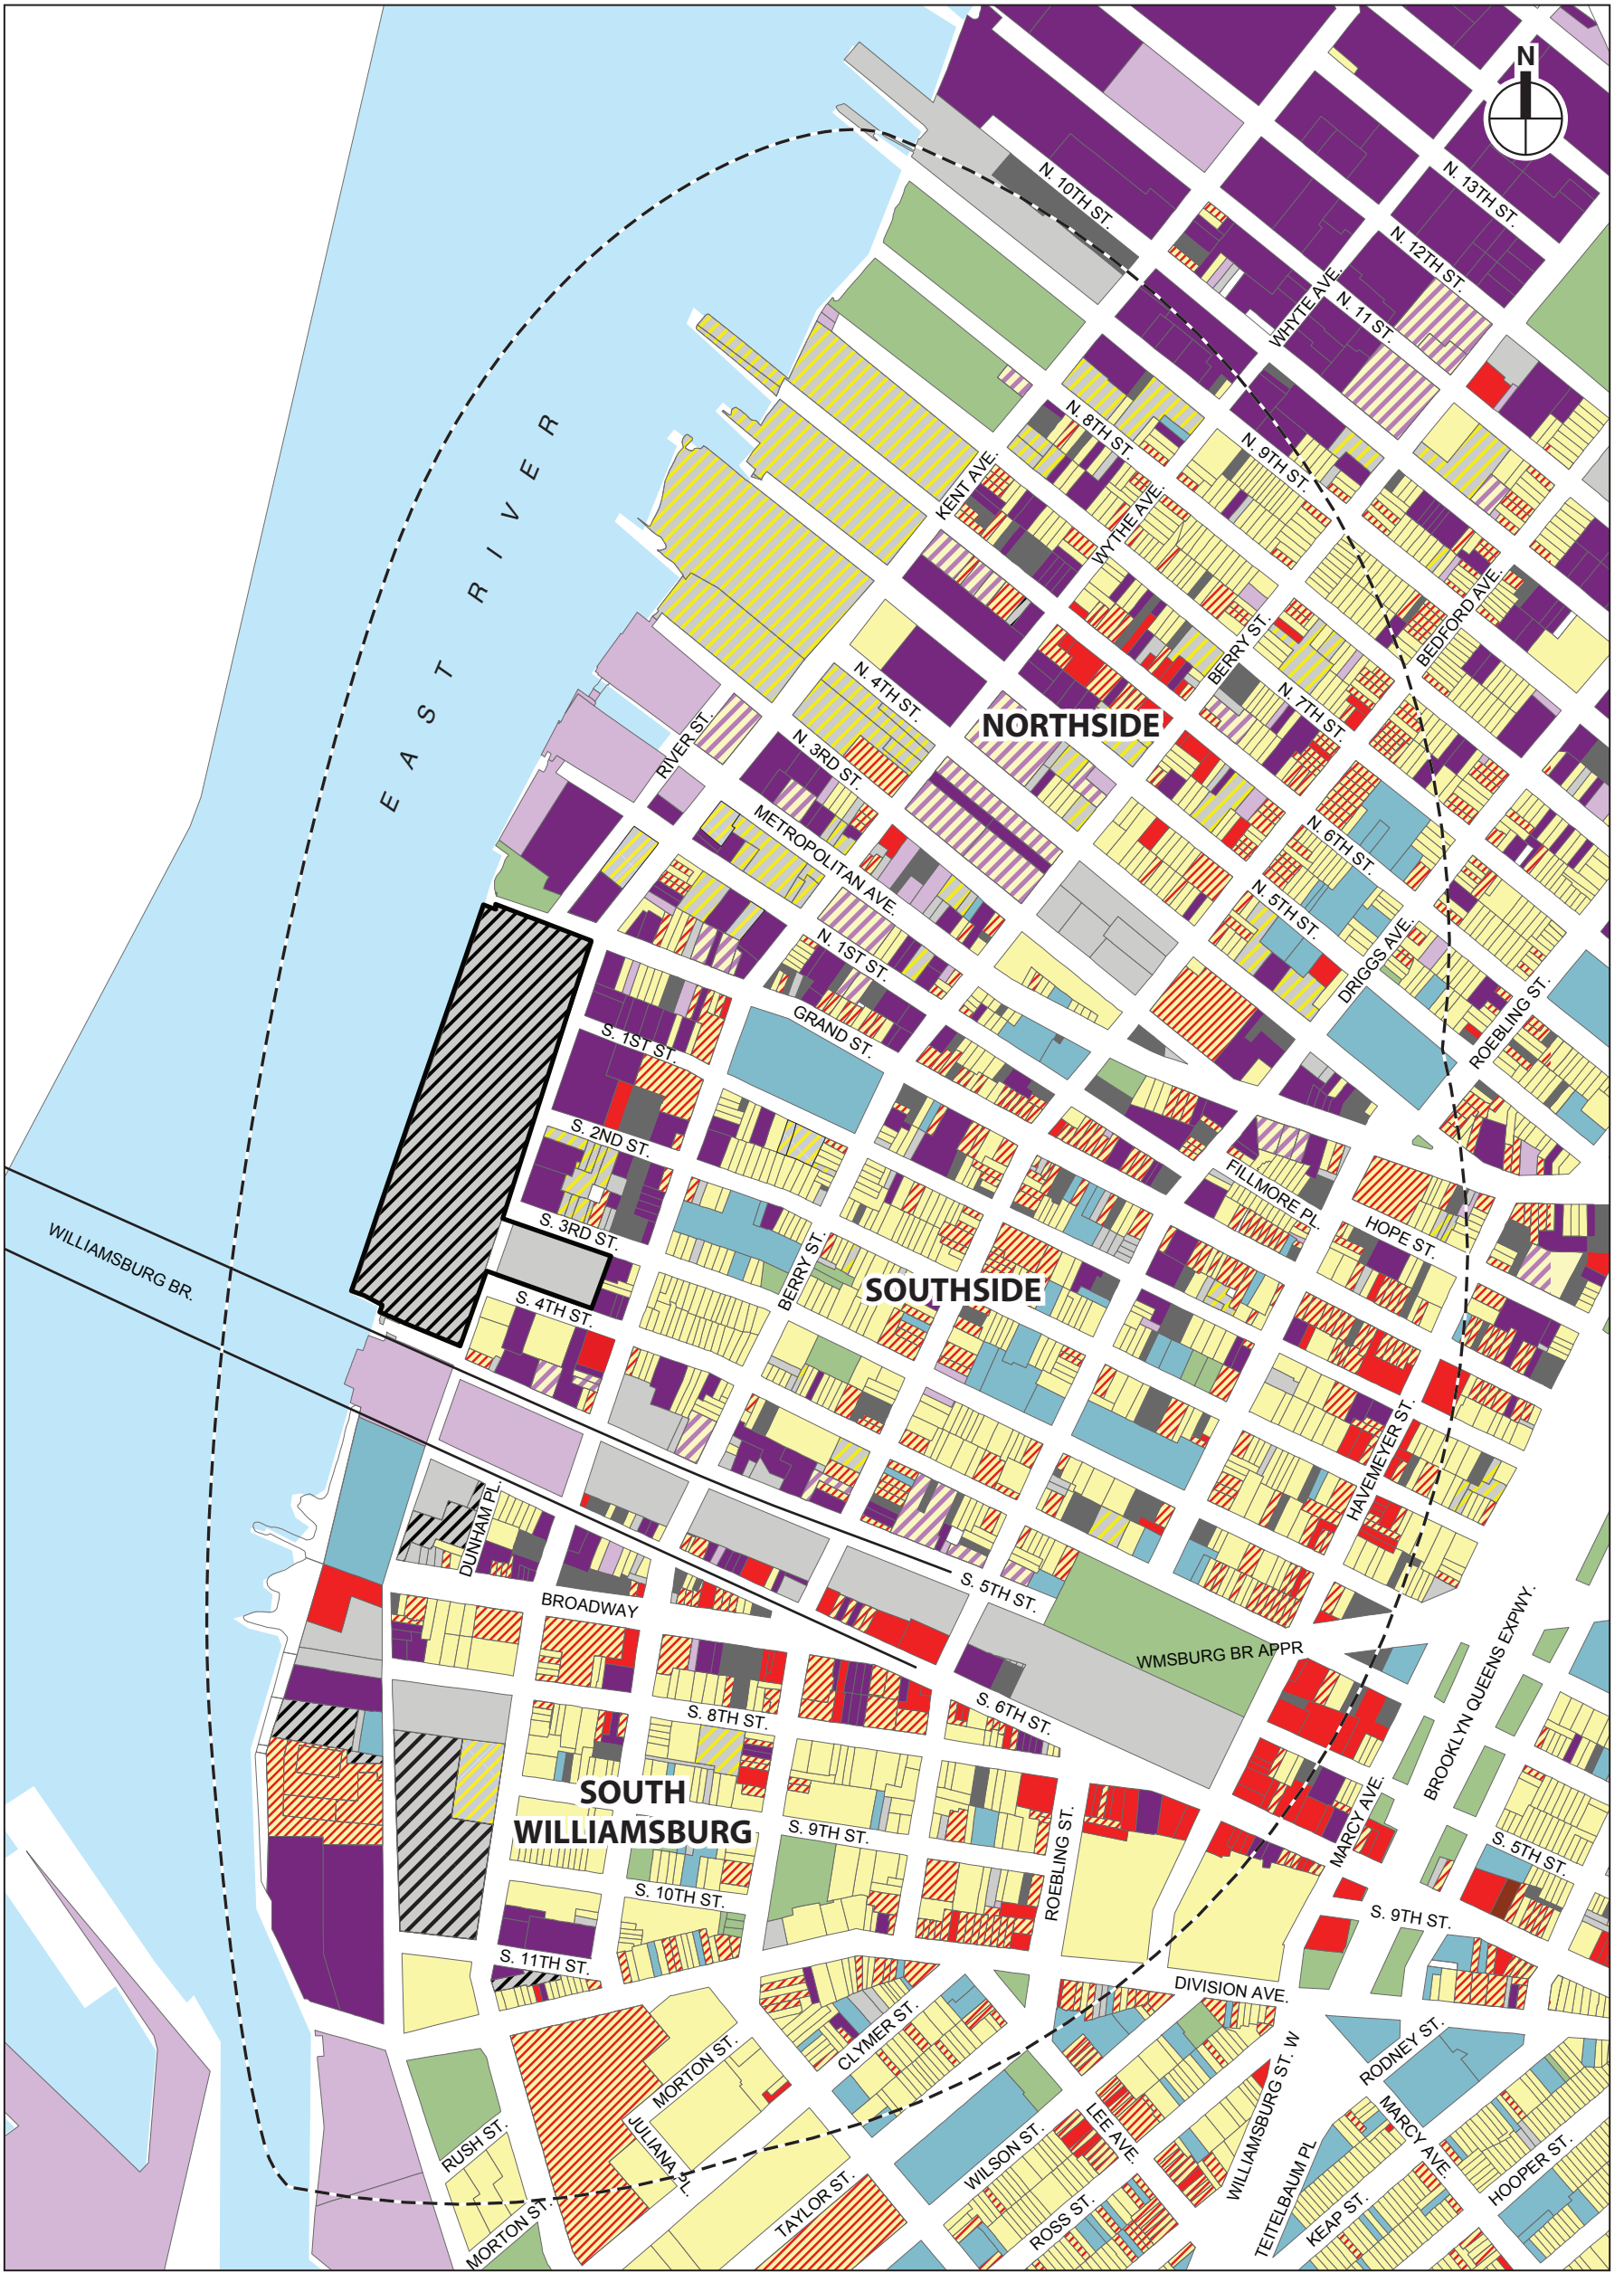 N
N. 10TH ST.
N. 13TH ST.
N. 12TH ST.
WHYTE AVE.
N. 11 ST.
N. 8TH ST.
N. 9TH ST.
KENT AVE.
WYTHE AVE.
EAST RIVER
BEDFORD AVE.
BERRY ST.
N. 4TH ST.
N. 7TH ST.
NORTHSIDE
RIVER ST.
N. 3RD ST.
METROPOLITAN AVE.
N. 6TH ST.
N. 5TH ST.
N. 1ST ST.
DRIGGS AVE.
GRAND ST.
ROEBLING ST.
S. 1ST ST.
S. 2ND ST.
FILLMORE PL.
S. 3RD ST.
HOPE ST.
WILLIAMSBURG BR.
BERRY ST.
SOUTHSIDE
S. 4TH ST.
HAVEMEYER ST.
DUNHAM PL.
S. 5TH ST.
BROADWAY
WMSBURG BR APPR
BROOKLYN QUEENS EXPWY.
S. 6TH ST.
S. 8TH ST.
SOUTH
WILLIAMSBURG
S. 9TH ST.
ROEBLING ST.
MARCY AVE.
S. 5TH ST.
S. 10TH ST.
S. 9TH ST.
S. 11TH ST.
DIVISION AVE.
CLYMER ST.
MORTON ST.
RODNEY ST.
WILLIAMSBURG ST. W
JULIANA PL.
RUSH ST.
LEE AVE
MARCY AVE.
WILSON ST.
HOOPER ST.
TAYLOR ST.
ROSS ST.
TEITELBAUM PL
KEAP ST.
MORTON ST.